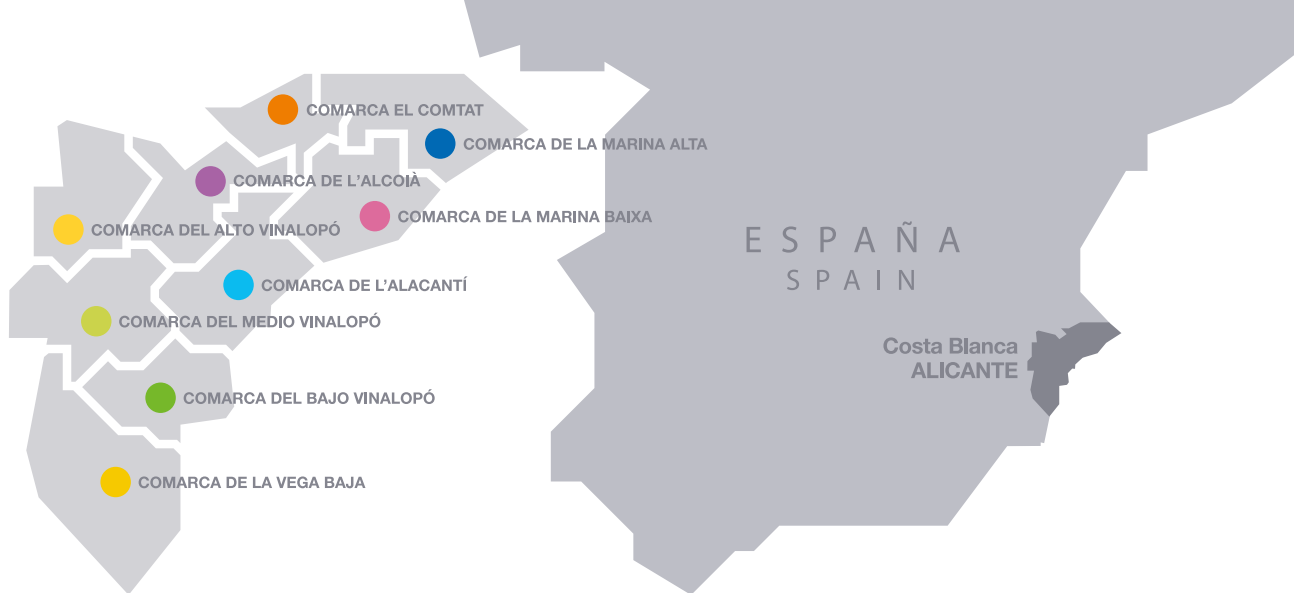 COMARCA EL COMTAT
COMARCA DE LA MARINA ALTA
COMARCA DE L'ALCOIÀ
COMARCA DE LA MARINA BAIXA
COMARCA DEL ALTO VINALOPÓ
COMARCA DE L'ALACANTÍ
COMARCA DEL MEDIO VINALOPÓ
COMARCA DEL BAJO VINALOPÓ
COMARCA DE LA VEGA BAJA
ESPAÑA
SPAIN
Costa Blanca
ALICANTE